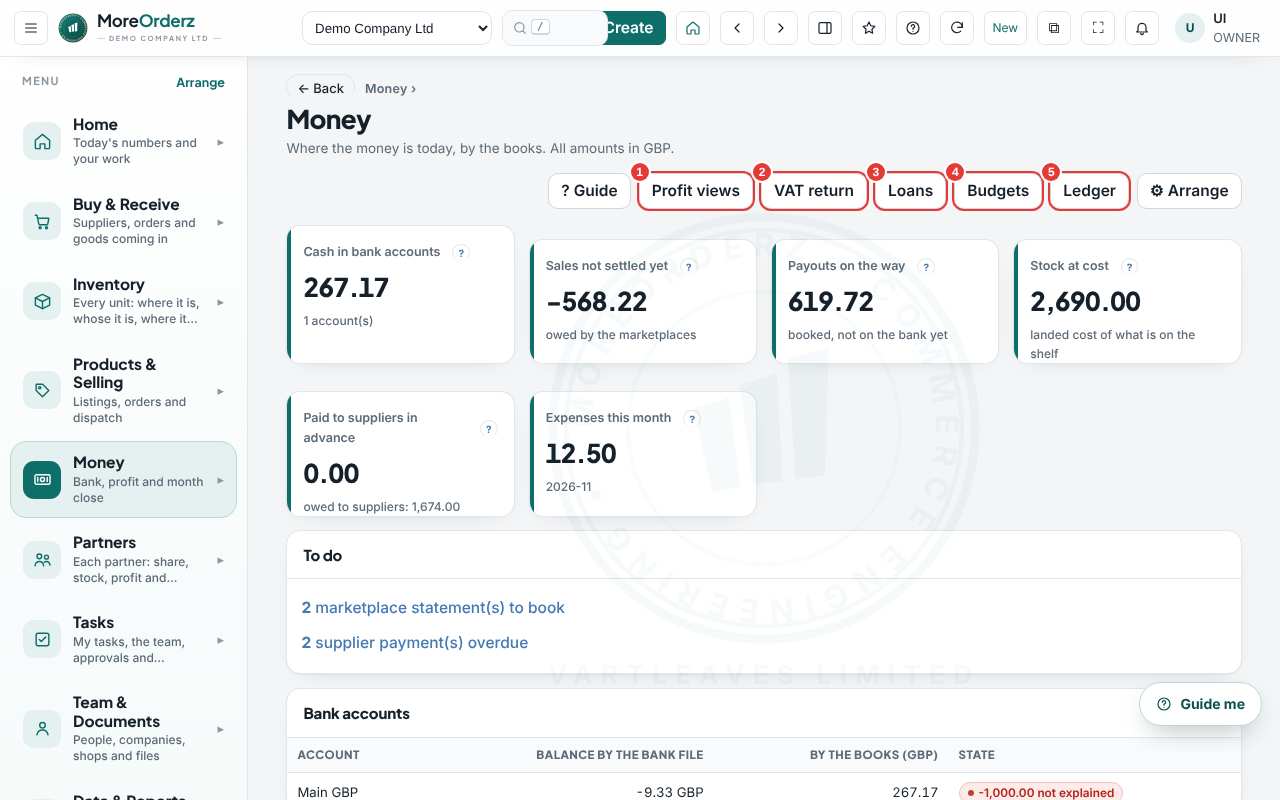 MoreOrderz
— DEMO COMPANY LTD —
Demo Company Ltd
/
Create
New
U
UI
OWNER
MENU
Arrange
Home
Today's numbers and
your work
Buy & Receive
Suppliers, orders and
goods coming in
Inventory
Every unit: where it is,
whose it is, where it...
Products &
Selling
Listings, orders and
dispatch
Money
Bank, profit and month
close
Partners
Each partner: share,
stock, profit and...
Tasks
My tasks, the team,
approvals and...
Team &
Documents
People, companies,
shops and files
Data & Reports
← Back
Money ›
Money
Where the money is today, by the books. All amounts in GBP.
? Guide
1
Profit views
2
VAT return
3
Loans
4
Budgets
5
Ledger
⚙ Arrange
Cash in bank accounts ?
267.17
1 account(s)
Sales not settled yet ?
−568.22
owed by the marketplaces
Payouts on the way ?
619.72
booked, not on the bank yet
Stock at cost ?
2,690.00
landed cost of what is on the
shelf
Paid to suppliers in
advance ?
0.00
owed to suppliers: 1,674.00
Expenses this month ?
12.50
2026-11
To do
2 marketplace statement(s) to book
2 supplier payment(s) overdue
VARTLEAVES LIMITED
Bank accounts
Guide me
ACCOUNT BALANCE BY THE BANK FILE BY THE BOOKS (GBP) STATE
Main GBP -9.33 GBP 267.17 -1,000.00 not explained